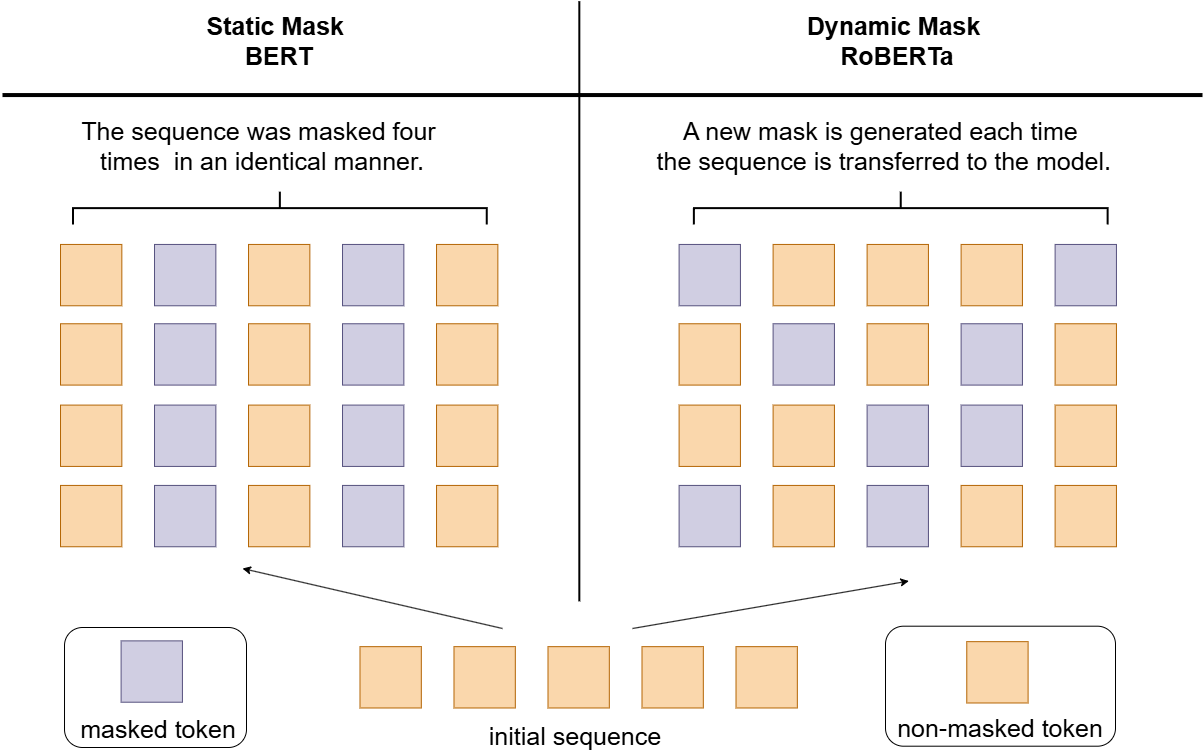 Static Mask
BERT
Dynamic Mask
RoBERTa
The sequence was masked four
times  in an identical manner.
A new mask is generated each time
the sequence is transferred to the model.
masked token
initial sequence
non-masked token